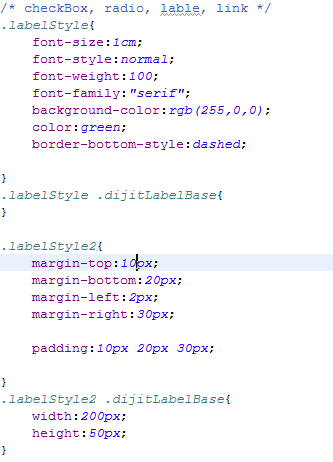 /* checkBox, radio, lable, link */
.labelStyle{
font-size:1cm;
font-style:normal;
font-weight:100;
font-family:"serif";
background-color:rgb(255,0,0);
color:green;
border-bottom-style:dashed;
}
.labelStyle .dijitLabelBase{
}
.labelStyle2{
margin-top:10px;
margin-bottom:20px;
margin-left:2px;
margin-right:30px;
padding:10px 20px 30px;
}
.labelStyle2 .dijitLabelBase{
width:200px;
height:50px;
}